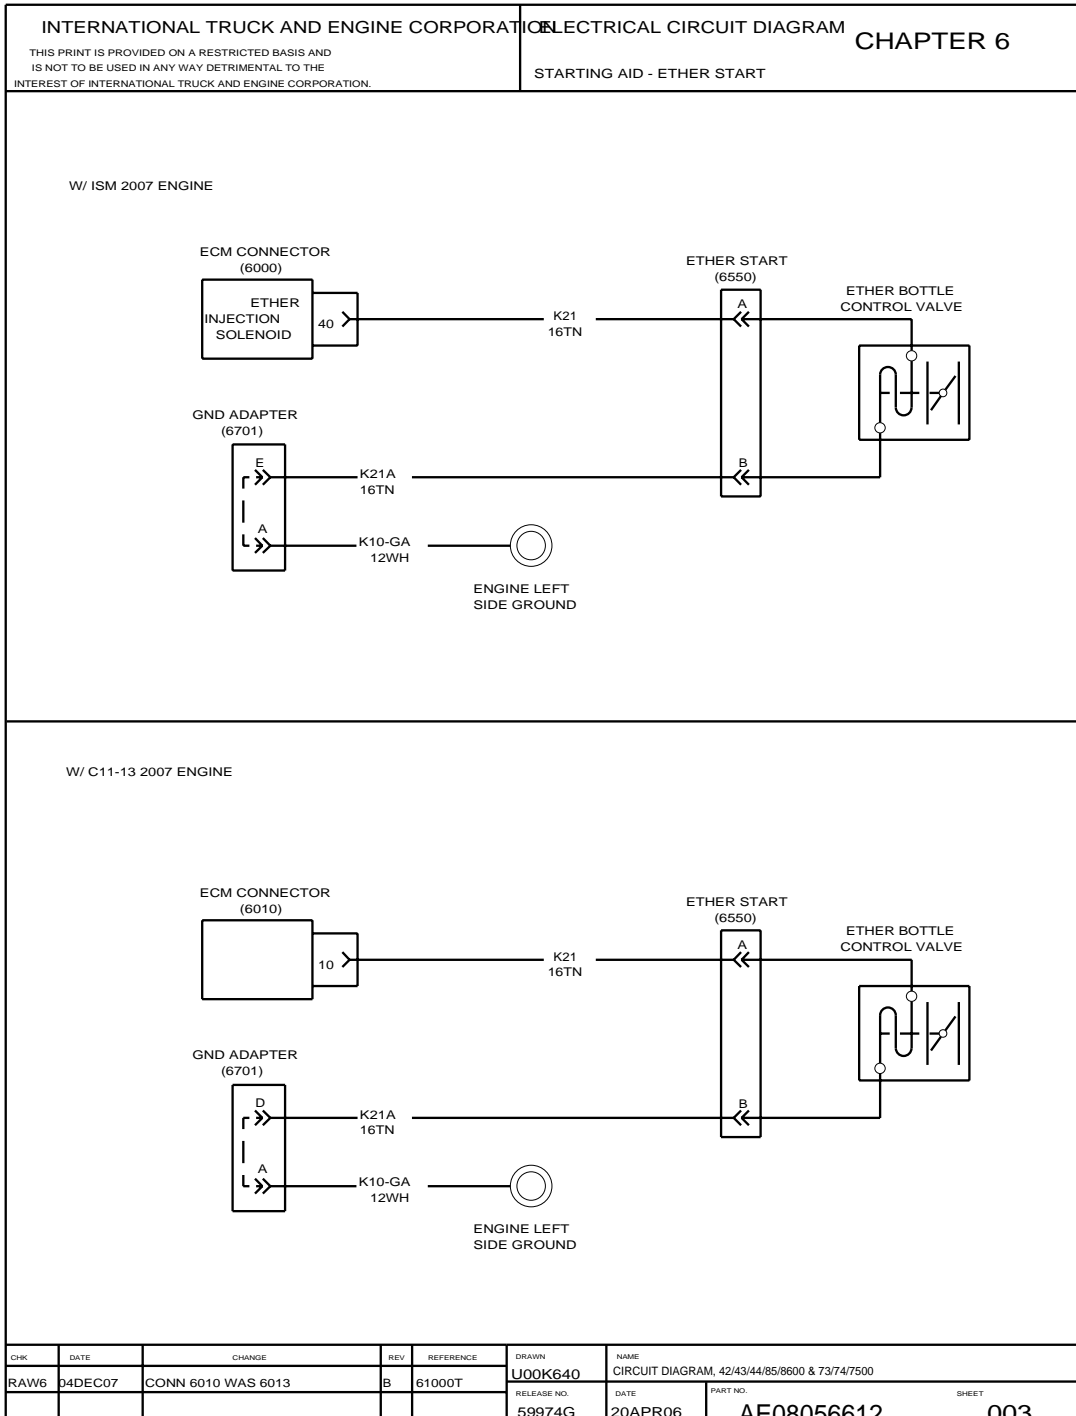 INTERNATIONAL TRUCK AND ENGINE CORPORATION
THIS PRINT IS PROVIDED ON A RESTRICTED BASIS AND
IS NOT TO BE USED IN ANY WAY DETRIMENTAL TO THE
INTEREST OF INTERNATIONAL TRUCK AND ENGINE CORPORATION.
ELECTRICAL CIRCUIT DIAGRAM
CHAPTER 6
STARTING AID - ETHER START
W/ ISM 2007 ENGINE
ECM CONNECTOR
(6000)
ETHER
INJECTION
SOLENOID
40
K21
16TN
ETHER START
(6550)
A
ETHER BOTTLE
CONTROL VALVE
GND ADAPTER
(6701)
E
K21A
16TN
B
A
K10-GA
12WH
ENGINE LEFT
SIDE GROUND
W/ C11-13 2007 ENGINE
ECM CONNECTOR
(6010)
10
K21
16TN
ETHER START
(6550)
A
ETHER BOTTLE
CONTROL VALVE
GND ADAPTER
(6701)
D
K21A
16TN
B
A
K10-GA
12WH
ENGINE LEFT
SIDE GROUND
CHK DATE CHANGE REV REFERENCE
RAW6 04DEC07 CONN 6010 WAS 6013 B 61000T
DRAWN
U00K640
NAME
CIRCUIT DIAGRAM, 42/43/44/85/8600 & 73/74/7500
RELEASE NO.
59974G
DATE
20APR06
PART NO.
AE08056612
SHEET
003